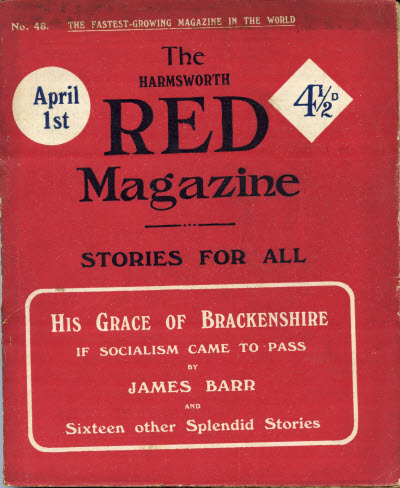 No. 48. THE FASTEST-GROWING MAGAZINE IN THE WORLD
The
HARMSWORTH
RED
Magazine
April
1st
4½D
STORIES FOR ALL
HIS GRACE OF BRACKENSHIRE
IF SOCIALISM CAME TO PASS
BY
JAMES BARR
AND
Sixteen other Splendid Stories